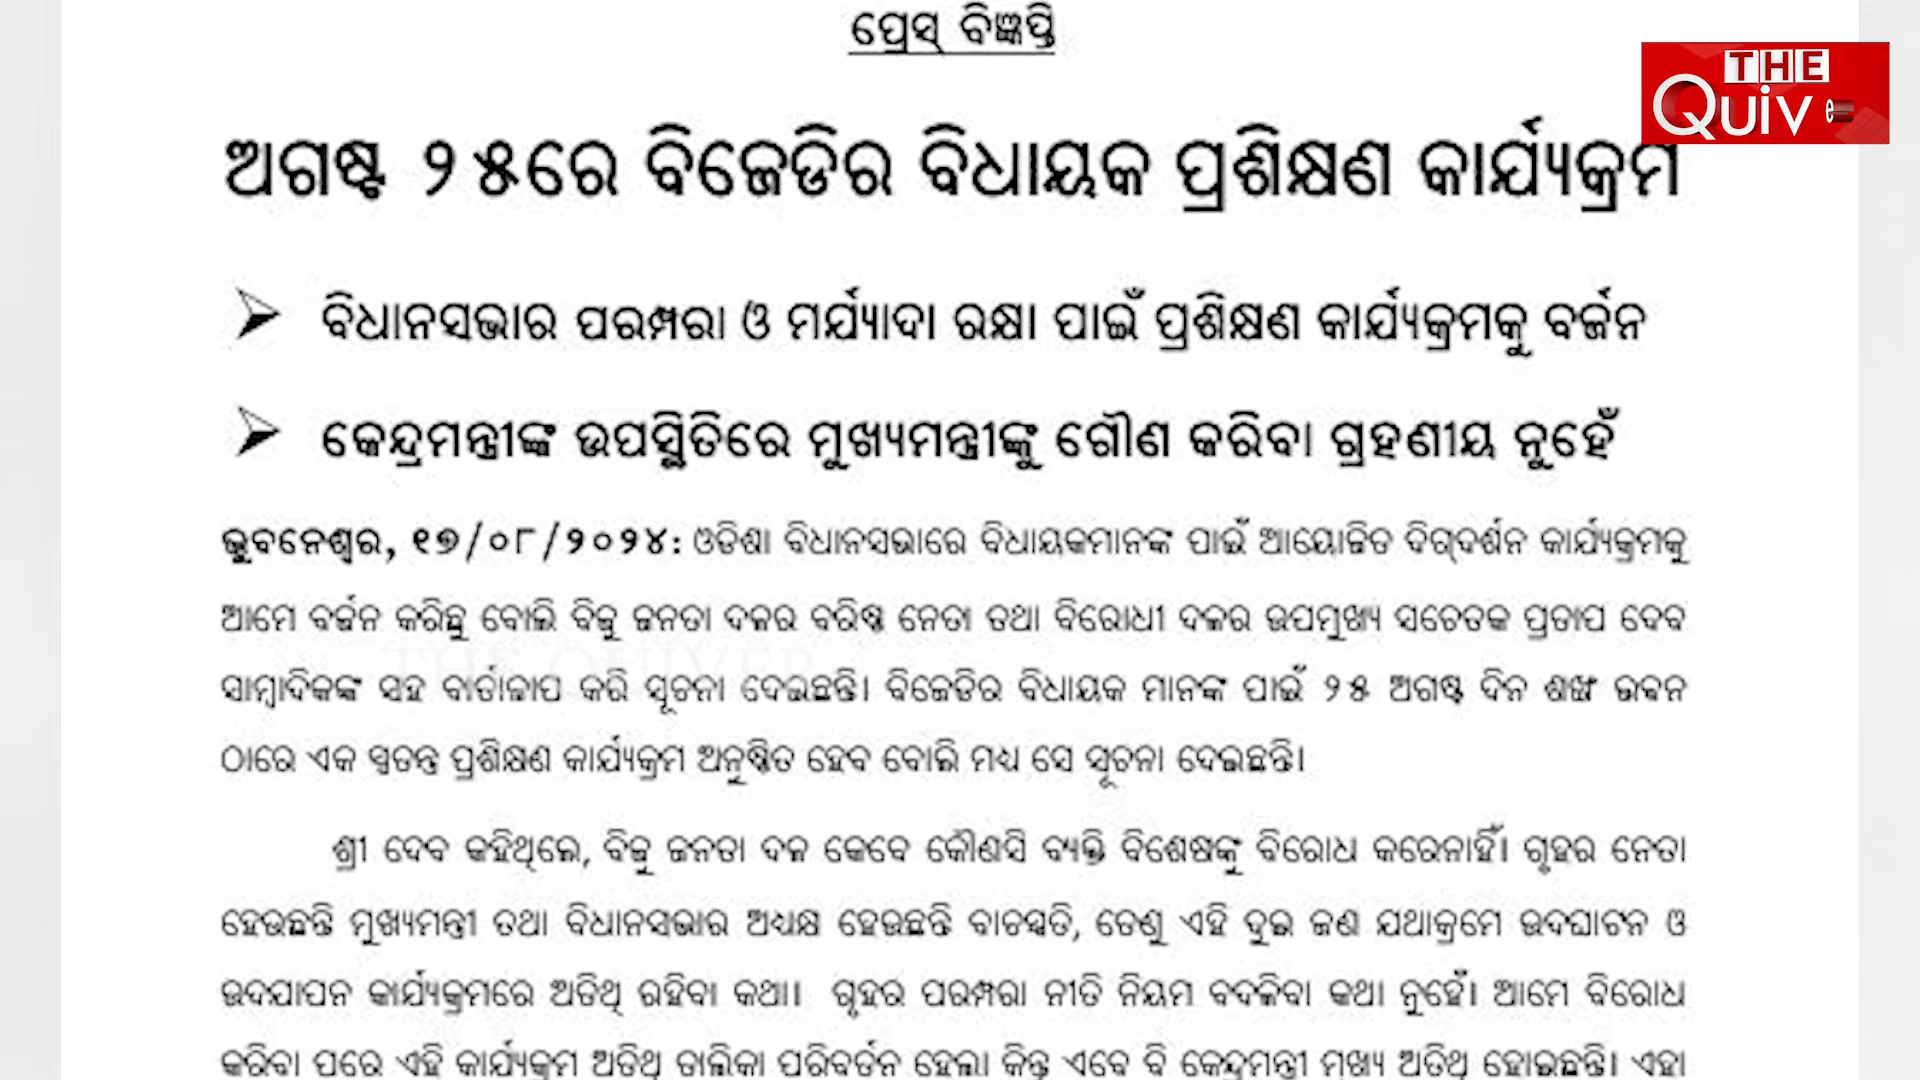 ପ୍ରେସ୍ ବିଜ୍ଞପ୍ତି
THE
Quive
ଅଗଷ୍ଟ ୨୫ରେ ବିଜେଡିର ବିଧାୟକ ପ୍ରଶିକ୍ଷଣ କାର୍ଯ୍ୟକ୍ରମ
➢ ବିଧାନସଭାର ପରମ୍ପରା ଓ ମର୍ଯ୍ୟାଦା ରକ୍ଷା ପାଇଁ ପ୍ରଶିକ୍ଷଣ କାର୍ଯ୍ୟକ୍ରମକୁ ବର୍ଜନ
➢ କେନ୍ଦ୍ରମନ୍ତ୍ରୀଙ୍କ ଉପସ୍ଥିତିରେ ମୁଖ୍ୟମନ୍ତ୍ରୀଙ୍କୁ ଗୌଣ କରିବା ଗ୍ରହଣୀୟ ନୁହେଁ
ଭୁବନେଶ୍ୱର, ୧୭/୦୮/୨୦୨୪: ଓଡିଶା ବିଧାନସଭାରେ ବିଧାୟକମାନଙ୍କ ପାଇଁ ଆୟୋଜିତ ଦିଗ୍‌ଦର୍ଶନ କାର୍ଯ୍ୟକ୍ରମକୁ
ଆମେ ବର୍ଜନ କରିଛୁ ବୋଲି ବିଜୁ ଜନତା ଦଳର ବରିଷ୍ଠ ନେତା ତଥା ବିରୋଧୀ ଦଳର ଉପମୁଖ୍ୟ ସଚେତକ ପ୍ରତାପ ଦେବ
ସାମ୍ବାଦିକଙ୍କ ସହ ବାର୍ତାଳାପ କରି ସୂଚନା ଦେଇଛନ୍ତି। ବିଜେଡିର ବିଧାୟକ ମାନଙ୍କ ପାଇଁ ୨୫ ଅଗଷ୍ଟ ଦିନ ଶଙ୍ଖ ଭବନ
ଠାରେ ଏକ ସ୍ୱତନ୍ତ୍ର ପ୍ରଶିକ୍ଷଣ କାର୍ଯ୍ୟକ୍ରମ ଅନୁଷ୍ଠିତ ହେବ ବୋଲି ମଧ୍ୟ ସେ ସୂଚନା ଦେଇଛନ୍ତି।
ଶ୍ରୀ ଦେବ କହିଥିଲେ, ବିଜୁ ଜନତା ଦଳ କେବେ କୌଣସି ବ୍ୟକ୍ତି ବିଶେଷଙ୍କୁ ବିରୋଧ କରେନାହିଁ। ଗୃହର ନେତା
ହେଉଛନ୍ତି ମୁଖ୍ୟମନ୍ତ୍ରୀ ତଥା ବିଧାନସଭାର ଅଧ୍ୟକ୍ଷ ହେଉଛନ୍ତି ବାଚସ୍ପତି, ତେଣୁ ଏହି ଦୁଇ ଜଣ ଯଥାକ୍ରମେ ଉଦଘାଟନ ଓ
ଉଦଯାପନ କାର୍ଯ୍ୟକ୍ରମରେ ଅତିଥି ରହିବା କଥା। ଗୃହର ପରମ୍ପରା ନୀତି ନିୟମ ବଦଳିବା କଥା ନୁହେଁ। ଆମେ ବିରୋଧ
କରିବା ପରେ ଏହି କାର୍ଯ୍ୟକ୍ରମ ଅତିଥି ତାଲିକା ପରିବର୍ତନ ହେଲା କିନ୍ତୁ ଏବେ ବି କେନ୍ଦ୍ରମନ୍ତ୍ରୀ ମୁଖ୍ୟ ଅତିଥି ହୋଇଛନ୍ତି। ଏହା
THE QUIVER